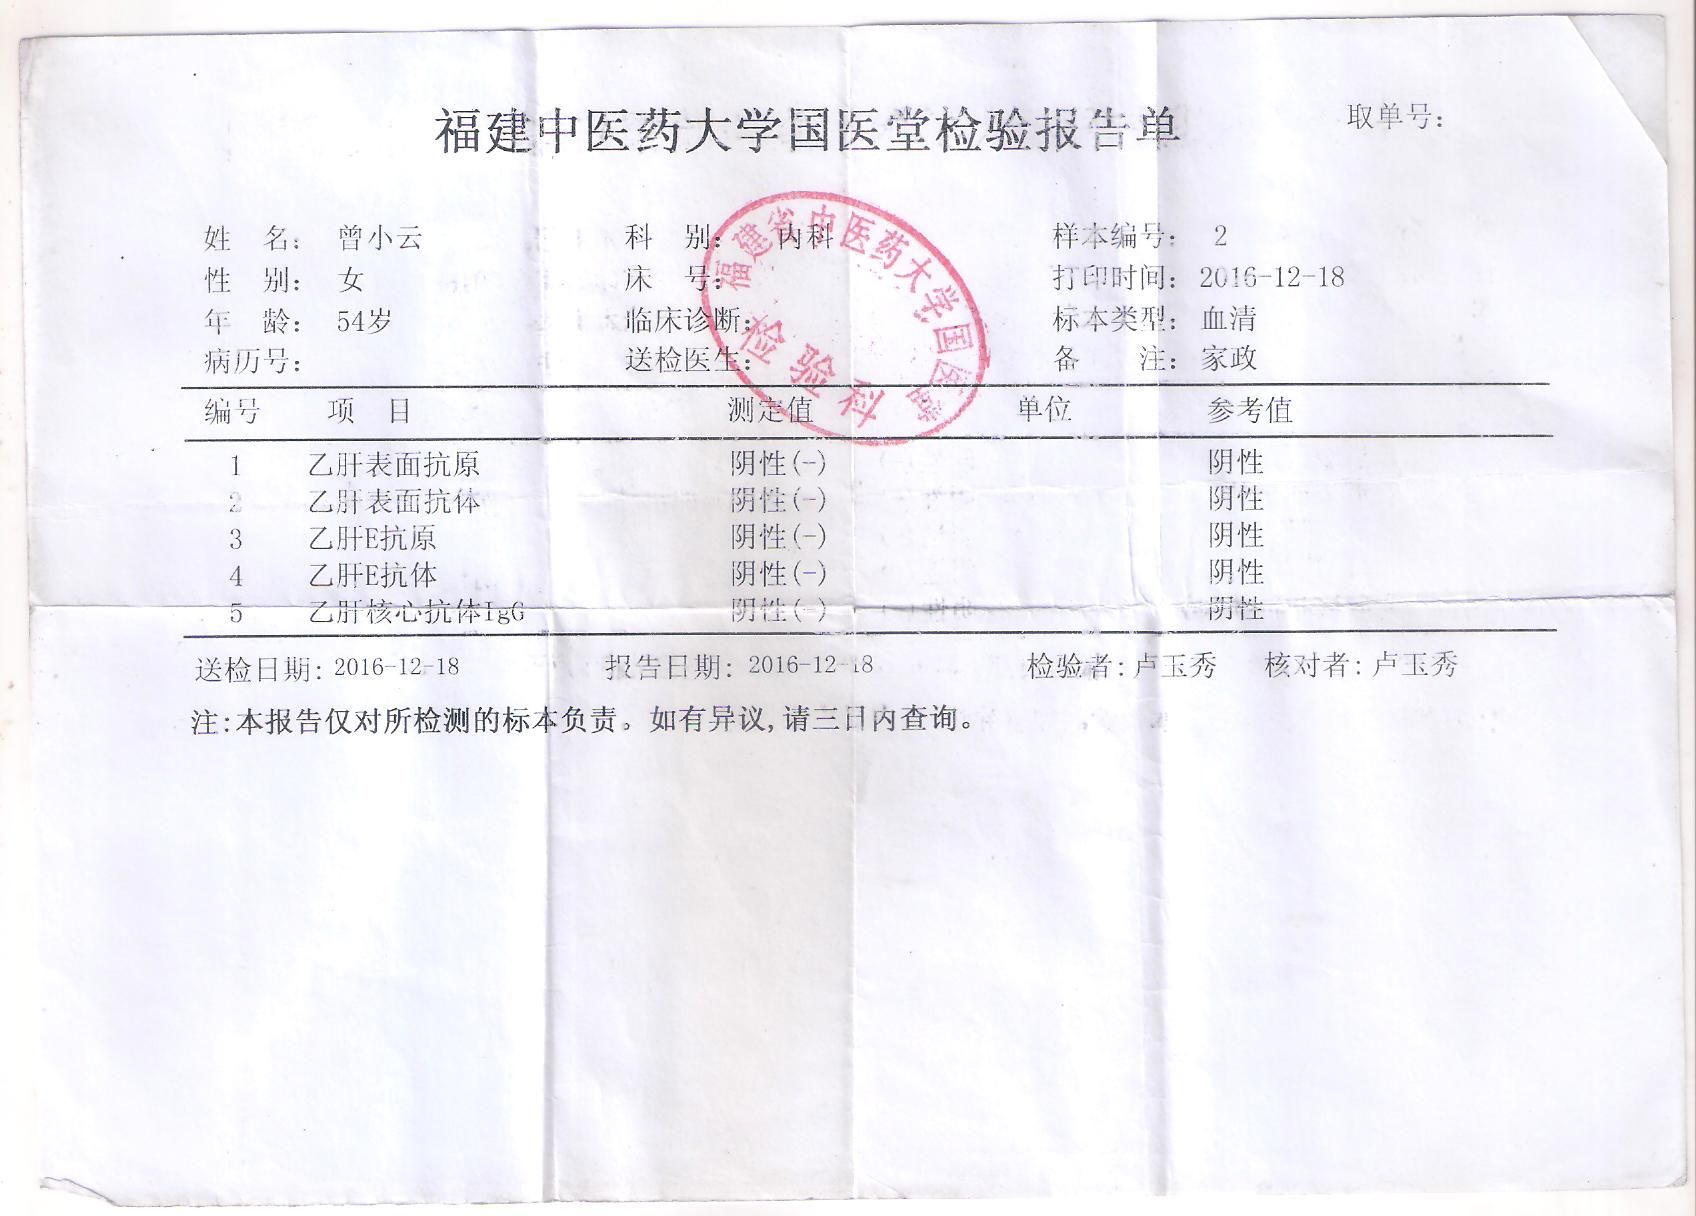 福建中医药大学国医堂检验报告单
取单号：
姓 名： 曾小云 科 别： 内科 样本编号： 2
性 别： 女 床 号： 打印时间： 2016-12-18
年 龄： 54岁 临床诊断： 标本类型： 血清
病历号： 送检医生： 备 注： 家政
福建省中医药大学国医堂
检验科
编号 项 目 测定值 单位 参考值
1 乙肝表面抗原 阴性(-) 阴性
2 乙肝表面抗体 阴性(-) 阴性
3 乙肝E抗原 阴性(-) 阴性
4 乙肝E抗体 阴性(-) 阴性
5 乙肝核心抗体IgG 阴性(-) 阴性
送检日期：2016-12-18 报告日期：2016-12-18 检验者：卢玉秀 核对者：卢玉秀
注:本报告仅对所检测的标本负责。如有异议,请三日内查询。